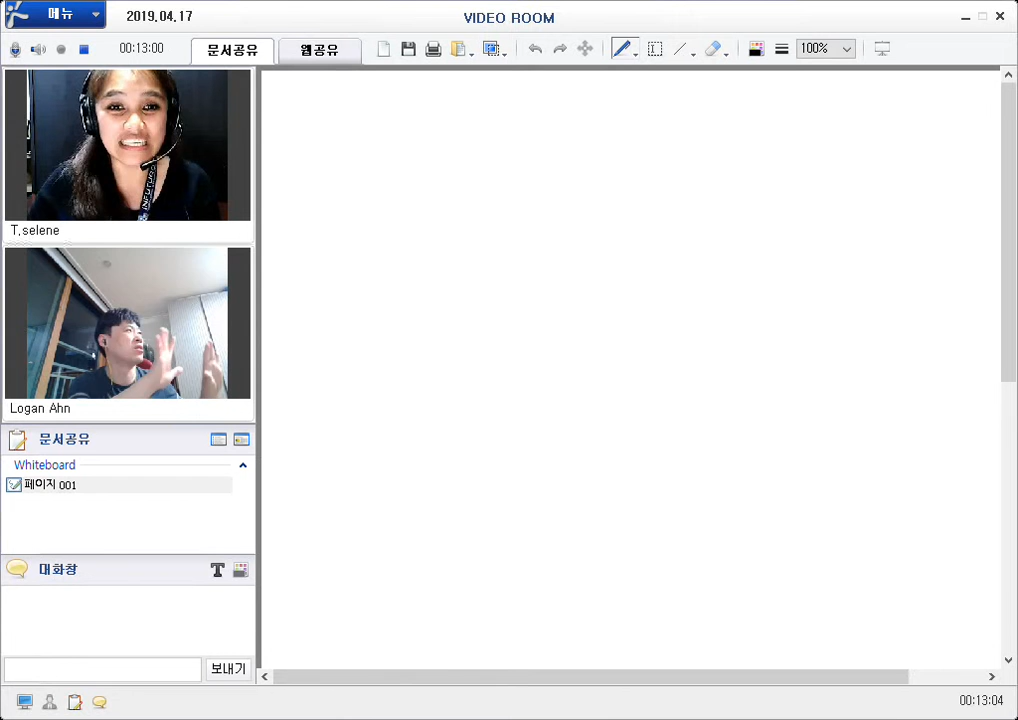 메뉴
2019.04.17
VIDEO ROOM
00:13:00
문서공유
웹공유
100%
T.selene
Logan Ahn
문서공유
Whiteboard
페이지 001
대화창
T
보내기
00:13:04